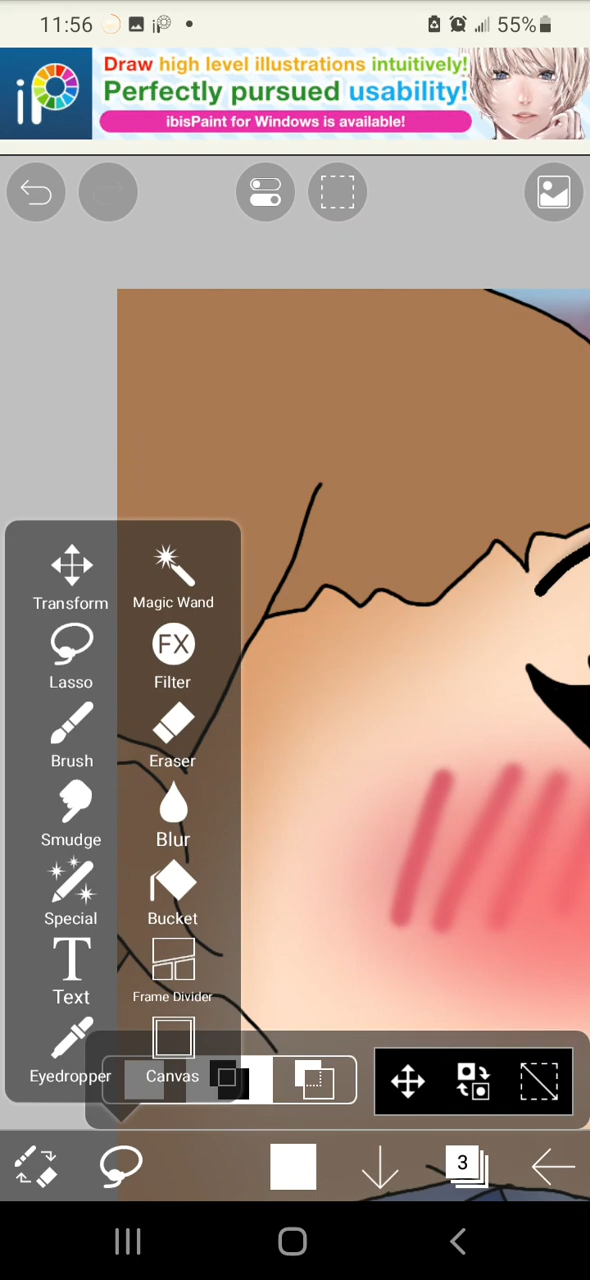 11:56
55%
iP
Draw high level illustrations intuitively!
Perfectly pursued usability!
ibisPaint for Windows is available!
Transform
Magic Wand
Lasso
FX
Filter
Brush
Eraser
Smudge
Blur
Special
Bucket
T
Text
Frame Divider
Eyedropper
Canvas
3